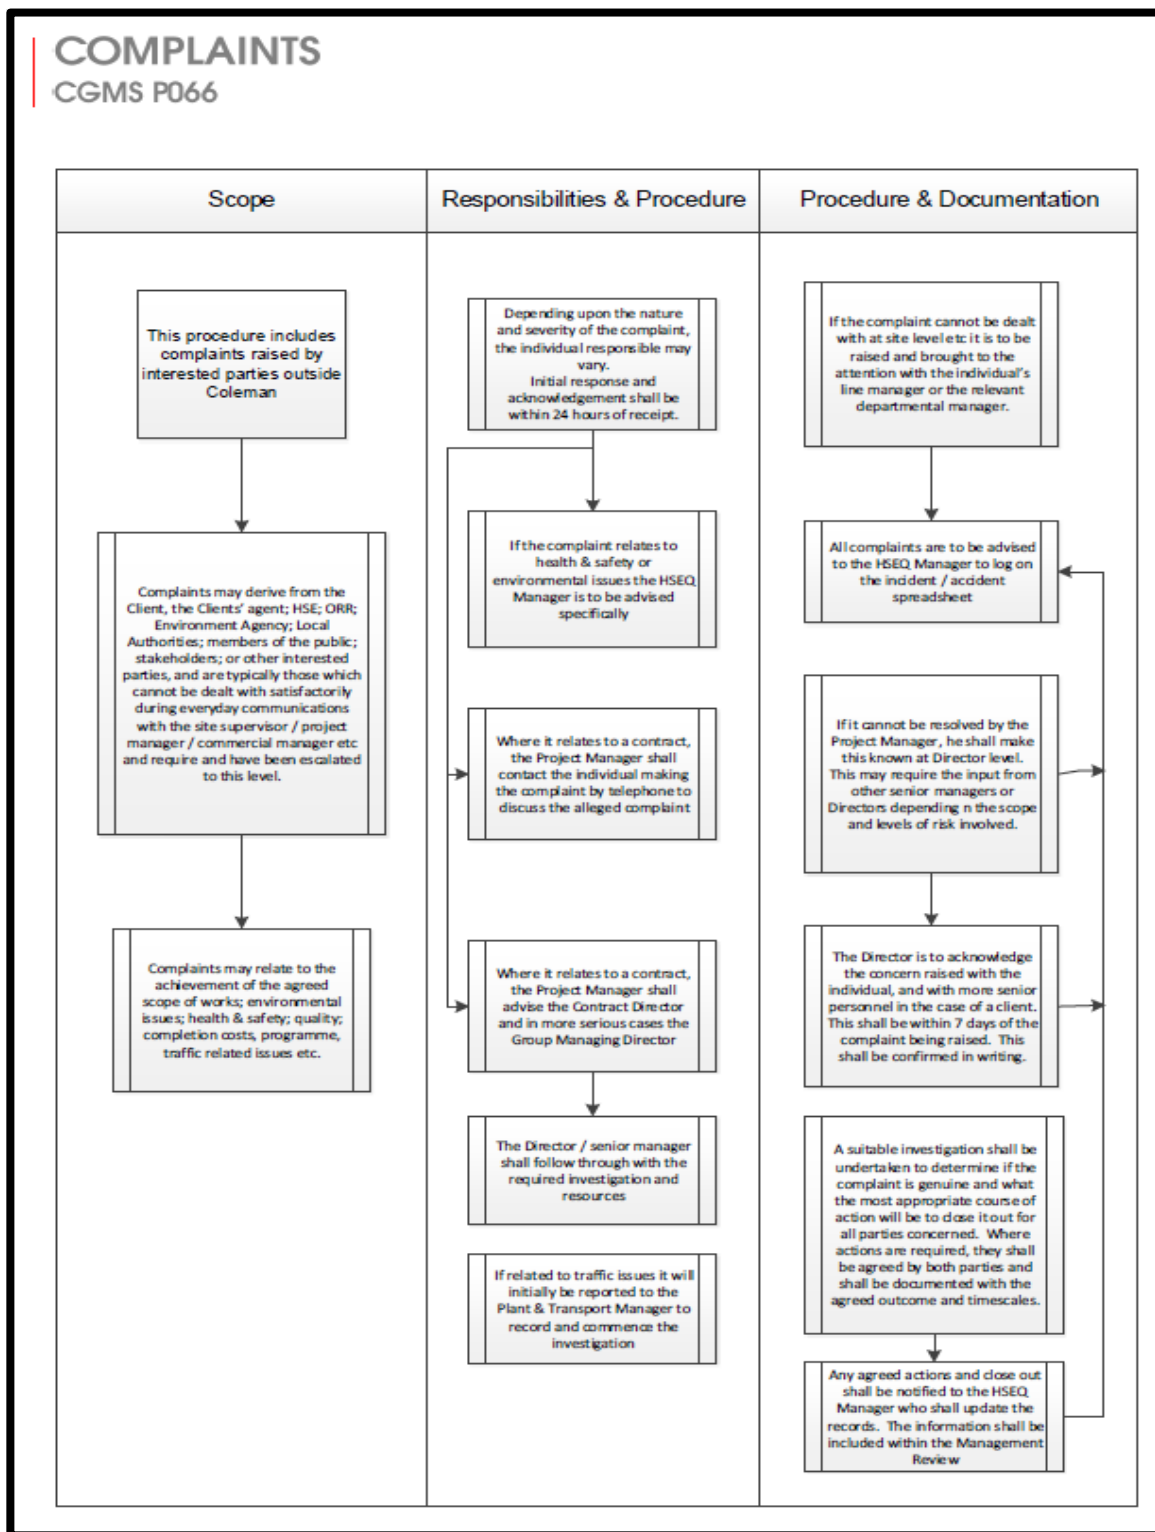 COMPLAINTS
CGMS P066
Scope
This procedure includes
complaints raised by
interested parties outside
Coleman
Complaints may derive from the
Client, the Clients' agent; HSE; ORR;
Environment Agency; Local
Authorities; members of the public;
stakeholders; or other interested
parties, and are typically those which
cannot be dealt with satisfactorily
during everyday communications
with the site supervisor / project
manager / commercial manager etc
and require and have been escalated
to this level.
Complaints may relate to the
achievement of the agreed
scope of works; environmental
issues; health & safety; quality;
completion costs, programme,
traffic related issues etc.
Responsibilities & Procedure
Depending upon the nature
and severity of the complaint,
the individual responsible may
vary.
Initial response and
acknowledgement shall be
within 24 hours of receipt.
If the complaint relates to
health & safety or
environmental issues the HSEQ
Manager is to be advised
specifically
Where it relates to a contract,
the Project Manager shall
contact the individual making
the complaint by telephone to
discuss the alleged complaint
Where it relates to a contract,
the Project Manager shall
advise the Contract Director
and in more serious cases the
Group Managing Director
The Director / senior manager
shall follow through with the
required investigation and
resources
If related to traffic issues it will
initially be reported to the
Plant & Transport Manager to
record and commence the
investigation
Procedure & Documentation
If the complaint cannot be dealt
with at site level etc it is to be
raised and brought to the
attention with the individual's
line manager or the relevant
departmental manager.
All complaints are to be advised
to the HSEQ Manager to log on
the incident / accident
spreadsheet
If it cannot be resolved by the
Project Manager, he shall make
this known at Director level.
This may require the input from
other senior managers or
Directors depending n the scope
and levels of risk involved.
The Director is to acknowledge
the concern raised with the
individual, and with more senior
personnel in the case of a client.
This shall be within 7 days of the
complaint being raised. This
shall be confirmed in writing.
A suitable investigation shall be
undertaken to determine if the
complaint is genuine and what
the most appropriate course of
action will be to close it out for
all parties concerned. Where
actions are required, they shall
be agreed by both parties and
shall be documented with the
agreed outcome and timescales.
Any agreed actions and close out
shall be notified to the HSEQ
Manager who shall update the
records. The information shall be
included within the Management
Review